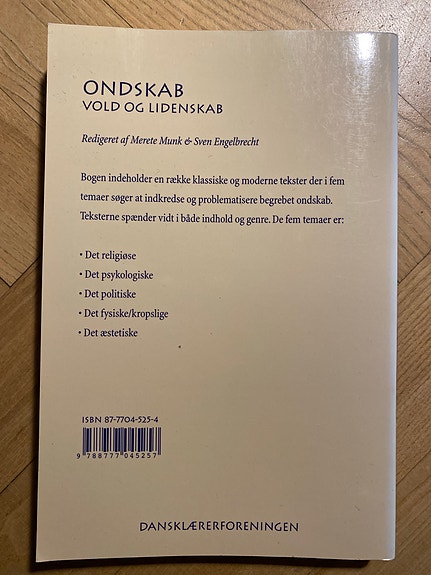 ONDSKAB
VOLD OG LIDENSKAB
Redigeret af Merete Munk & Sven Engelbrecht
Bogen indeholder en række klassiske og moderne tekster der i fem
temaer søger at indkredse og problematisere begrebet ondskab.
Teksterne spænder vidt i både indhold og genre. De fem temaer er:
• Det religiøse
• Det psykologiske
• Det politiske
• Det fysiske/kropslige
• Det æstetiske
ISBN 87-7704-525-4
9 788777 045257
DANSKLÆRERFORENINGEN